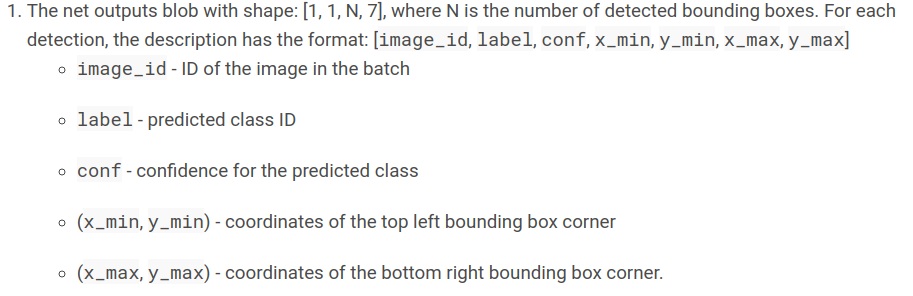 1. The net outputs blob with shape: [1, 1, N, 7], where N is the number of detected bounding boxes. For each
detection, the description has the format: [image_id, label, conf, x_min, y_min, x_max, y_max]
◦ image_id - ID of the image in the batch
◦ label - predicted class ID
◦ conf - confidence for the predicted class
◦ (x_min, y_min) - coordinates of the top left bounding box corner
◦ (x_max, y_max) - coordinates of the bottom right bounding box corner.